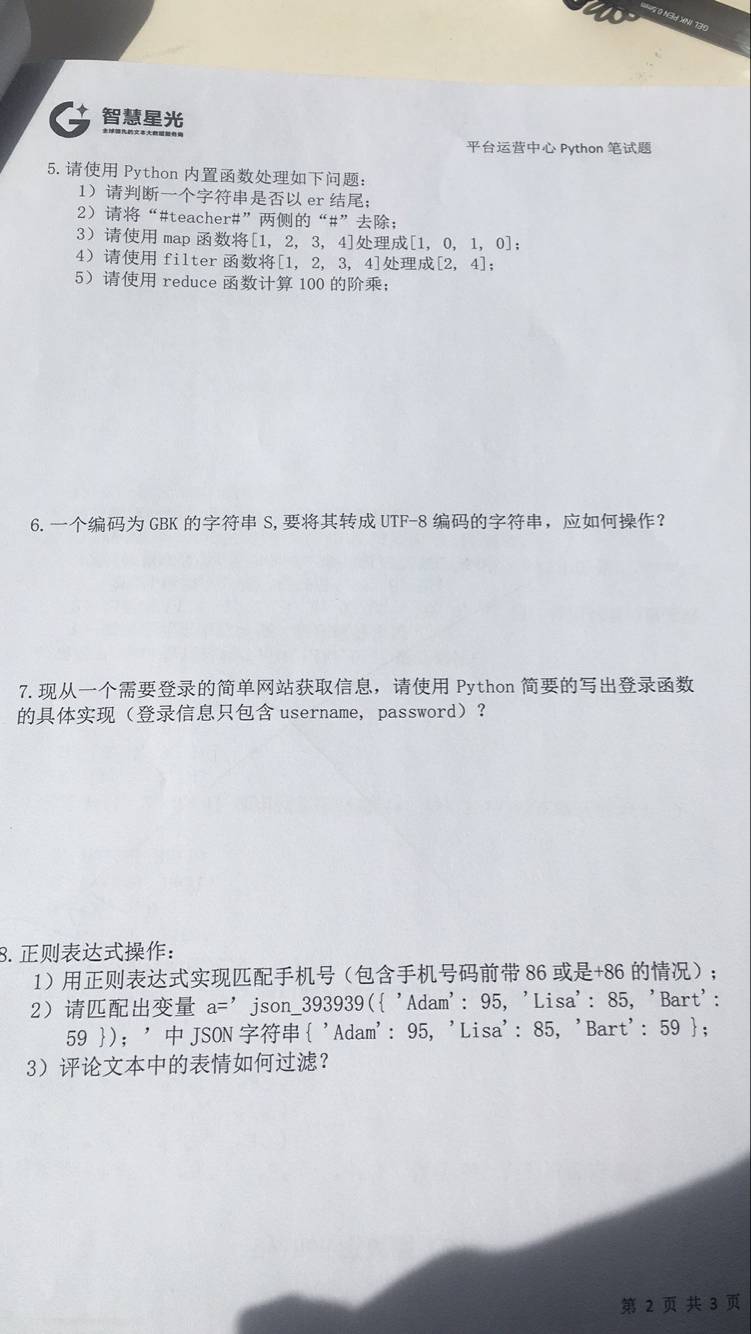 GEL INK PEN 0.5mm
智慧星光
平台运营中心 Python 笔试题
5. 请使用 Python 内置函数处理如下问题：
1）请判断一个字符串是否以 er 结尾；
2）请将“#teacher#”两侧的“#”去除；
3）请使用 map 函数将[1, 2, 3, 4]处理成[1, 0, 1, 0]；
4）请使用 filter 函数将[1, 2, 3, 4]处理成[2, 4]；
5）请使用 reduce 函数计算 100 的阶乘；
6. 一个编码为 GBK 的字符串 S,要将其转成 UTF-8 编码的字符串，应如何操作？
7. 现从一个需要登录的简单网站获取信息，请使用 Python 简要的写出登录函数
的具体实现（登录信息只包含 username, password）？
8. 正则表达式操作：
1）用正则表达式实现匹配手机号（包含手机号码前带 86 或是+86 的情况）；
2）请匹配出变量 a=’ json_393939({ 'Adam': 95, 'Lisa': 85, 'Bart':
59 }); ’中 JSON 字符串{ 'Adam': 95, 'Lisa': 85, 'Bart': 59 }；
3）评论文本中的表情如何过滤？
第 2 页 共 3 页